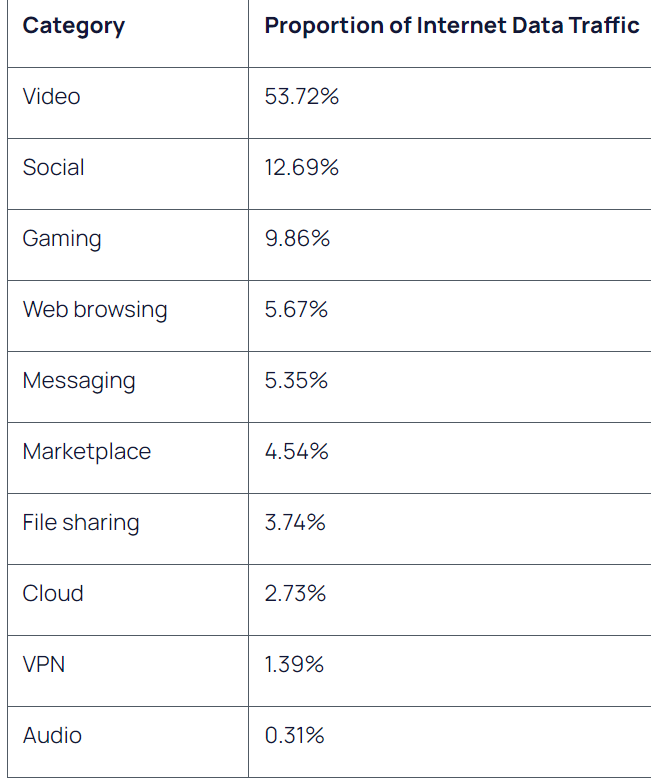 Category Proportion of Internet Data Traffic
Video 53.72%
Social 12.69%
Gaming 9.86%
Web browsing 5.67%
Messaging 5.35%
Marketplace 4.54%
File sharing 3.74%
Cloud 2.73%
VPN 1.39%
Audio 0.31%